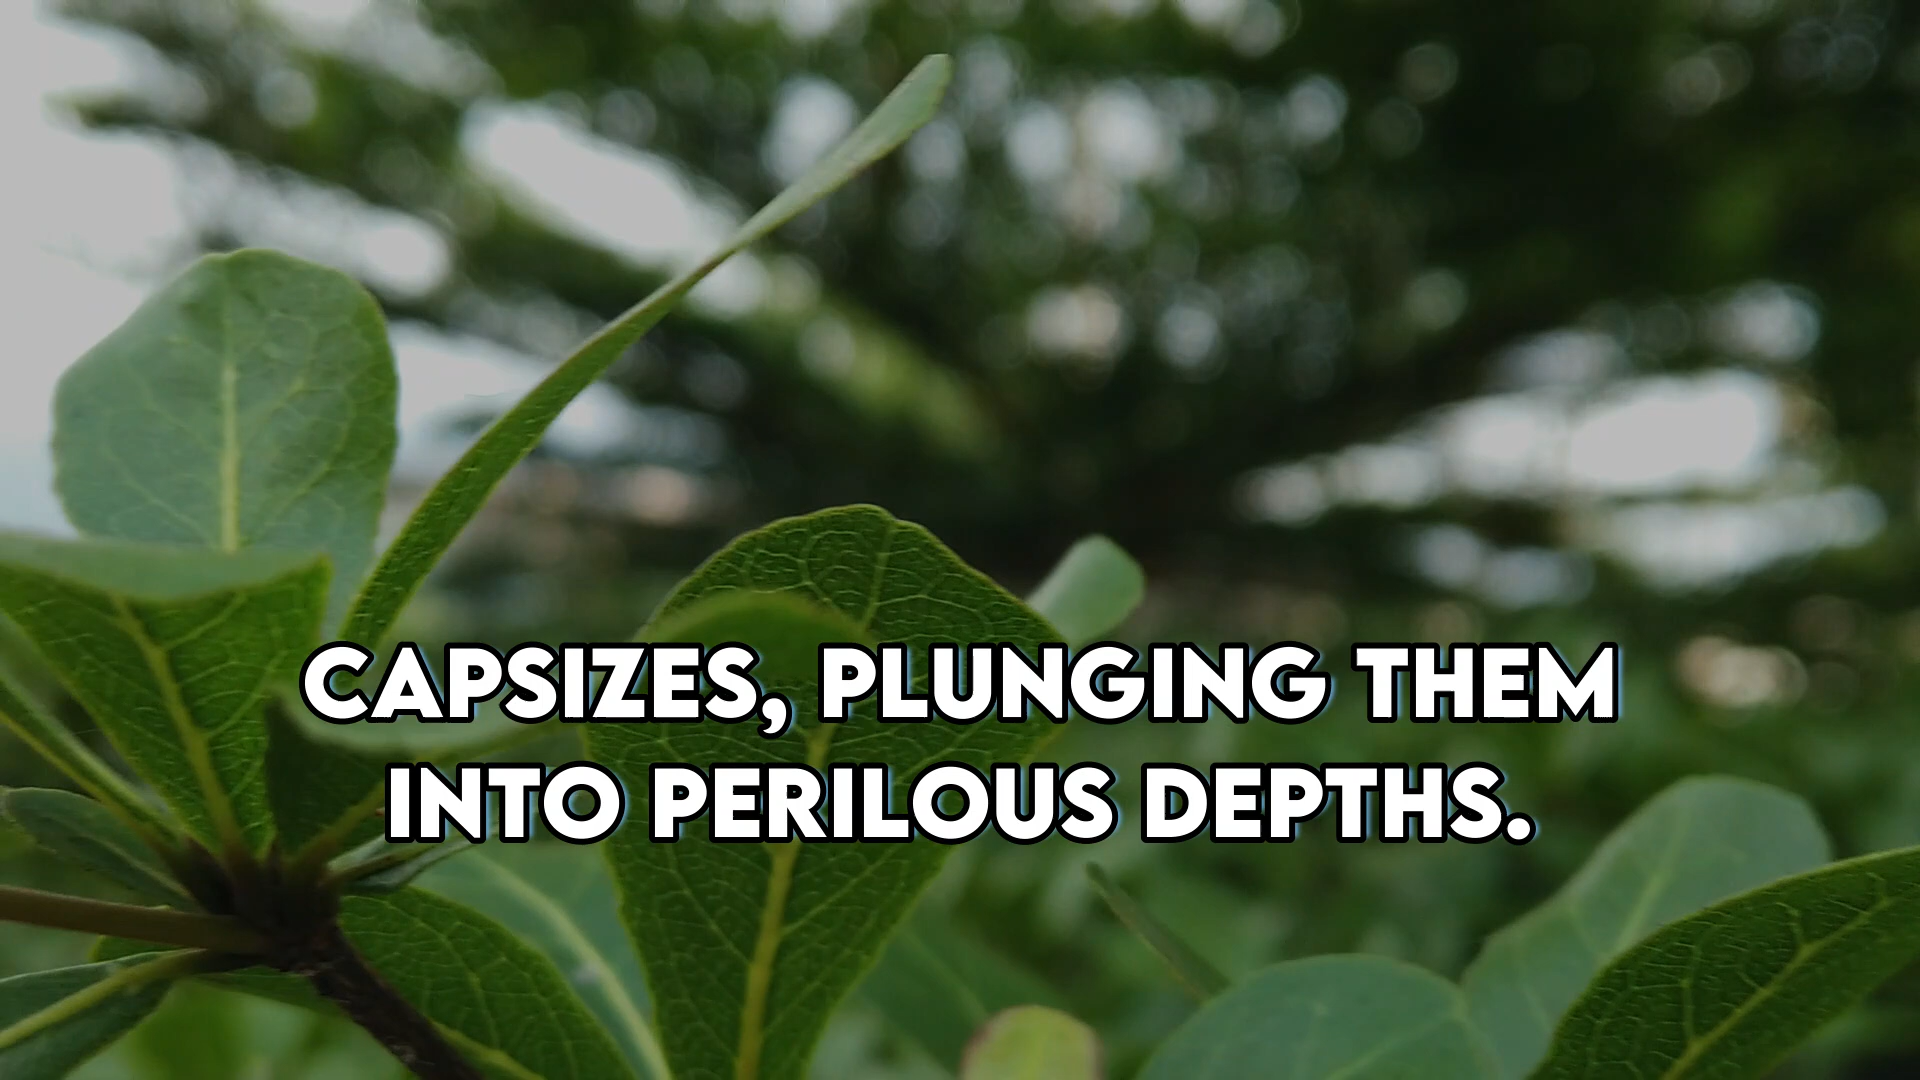 CAPSIZES, PLUNGING THEM
INTO PERILOUS DEPTHS.